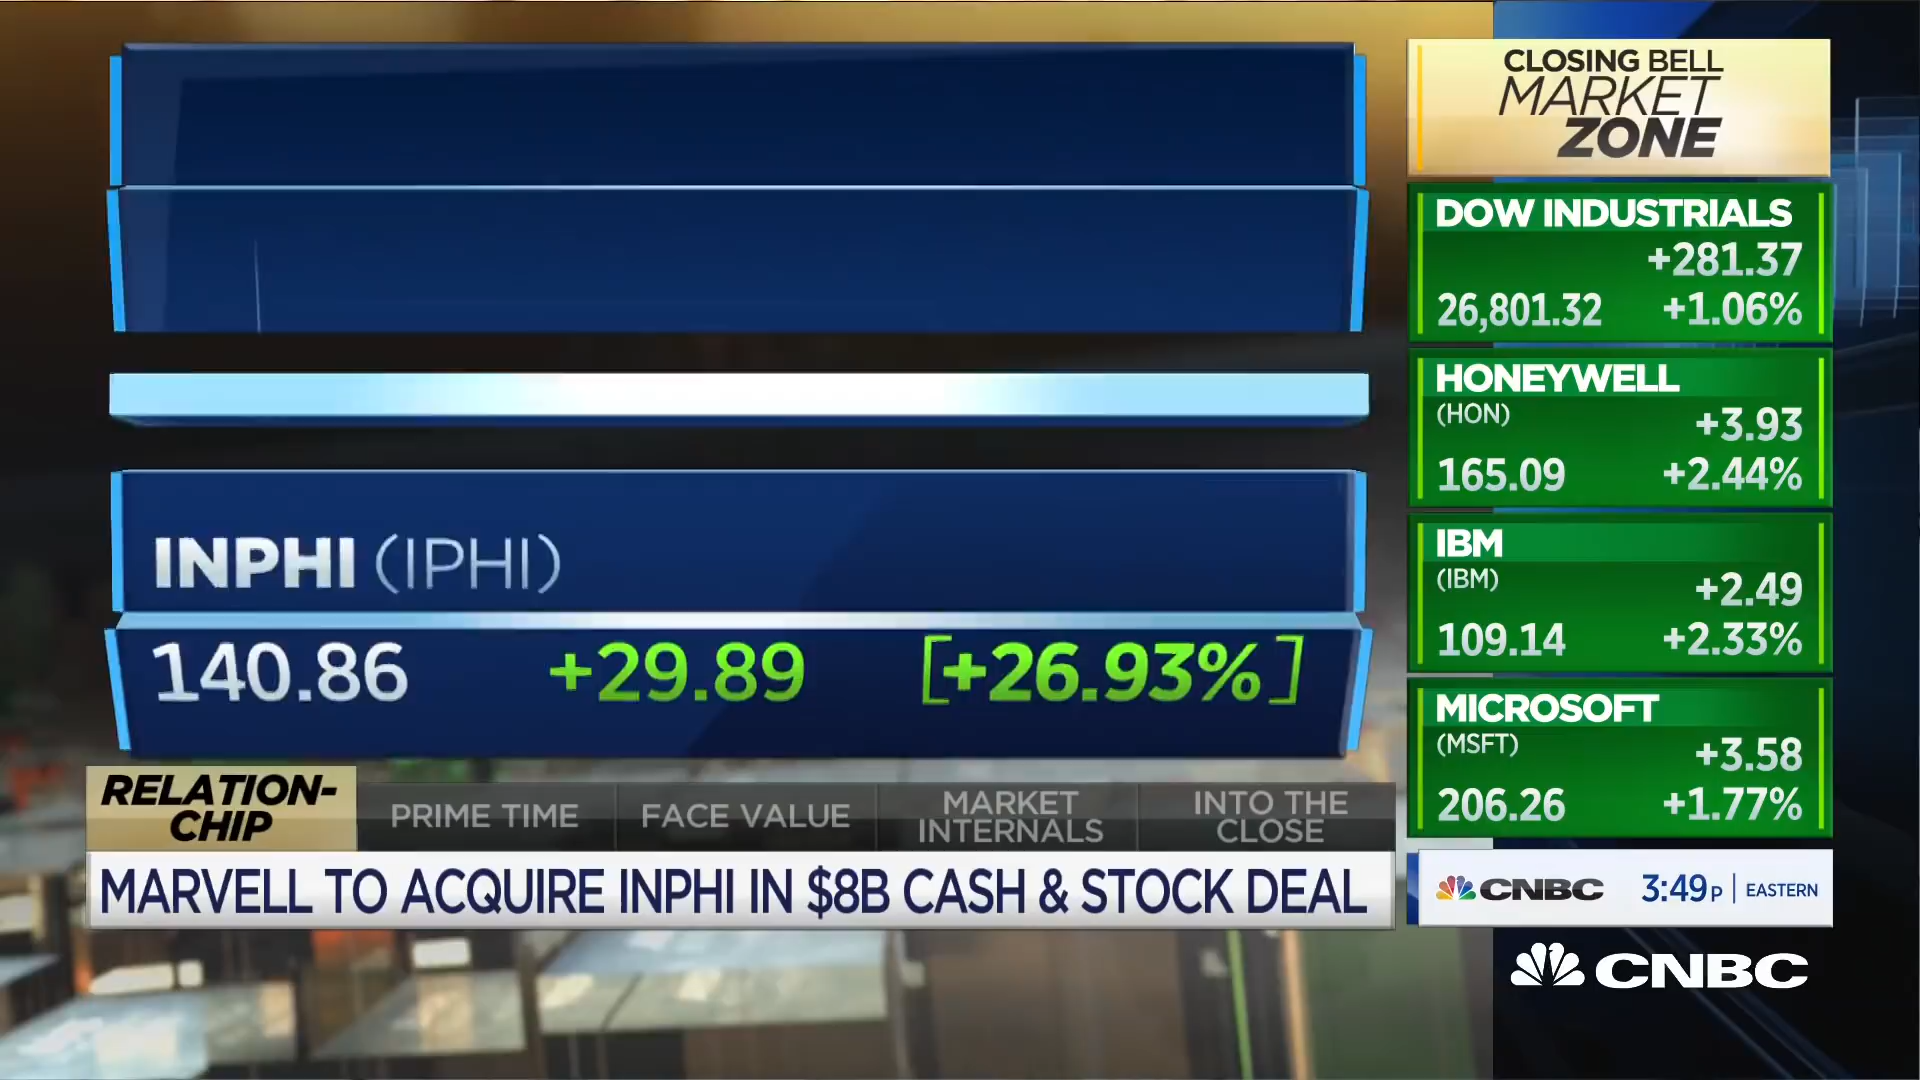 CLOSING BELL
MARKET
ZONE
DOW INDUSTRIALS
+281.37
26,801.32 +1.06%
HONEYWELL
(HON)
+3.93
165.09 +2.44%
IBM
(IBM)
+2.49
109.14 +2.33%
MICROSOFT
(MSFT)
+3.58
206.26 +1.77%
INPHI (IPHI)
140.86 +29.89 [+26.93%]
RELATION-
CHIP
PRIME TIME
FACE VALUE
MARKET
INTERNALS
INTO THE
CLOSE
MARVELL TO ACQUIRE INPHI IN $8B CASH & STOCK DEAL
CNBC 3:49P | EASTERN
CNBC